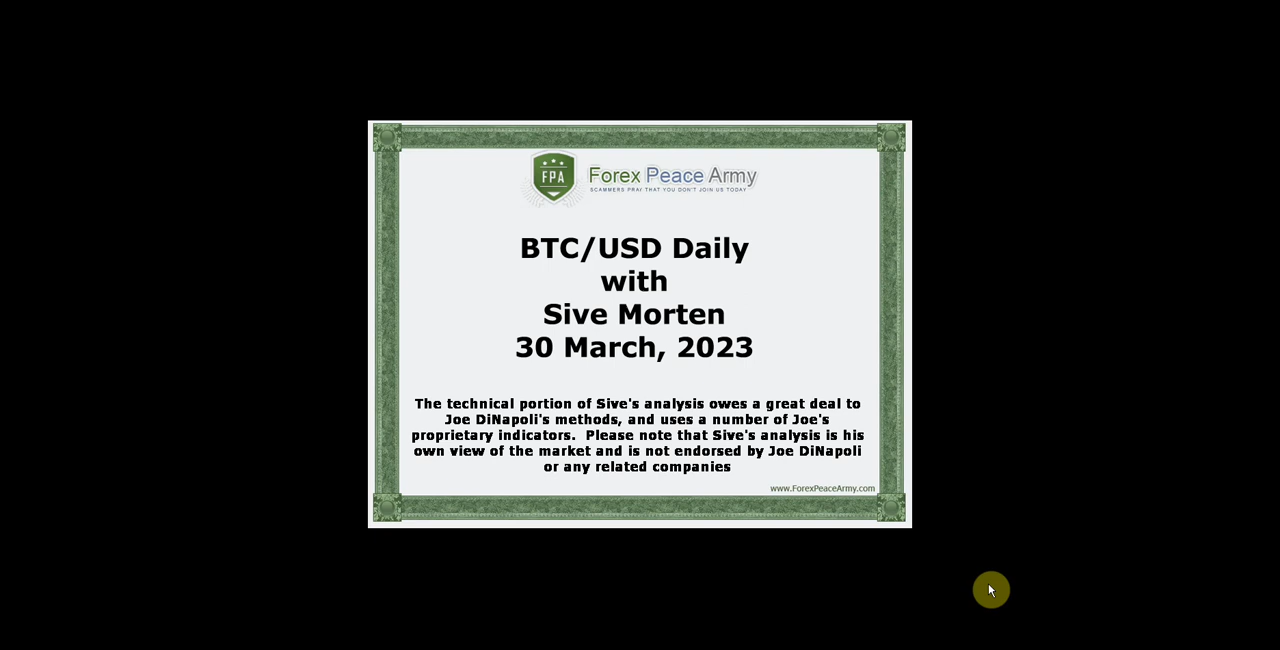 FPA
Forex Peace Army
SCAMMERS PRAY THAT YOU DON'T JOIN US TODAY
BTC/USD Daily
with
Sive Morten
30 March, 2023
The technical portion of Sive's analysis owes a great deal to
Joe DiNapoli's methods, and uses a number of Joe's
proprietary indicators.  Please note that Sive's analysis is his
own view of the market and is not endorsed by Joe DiNapoli
or any related companies
www.ForexPeaceArmy.com